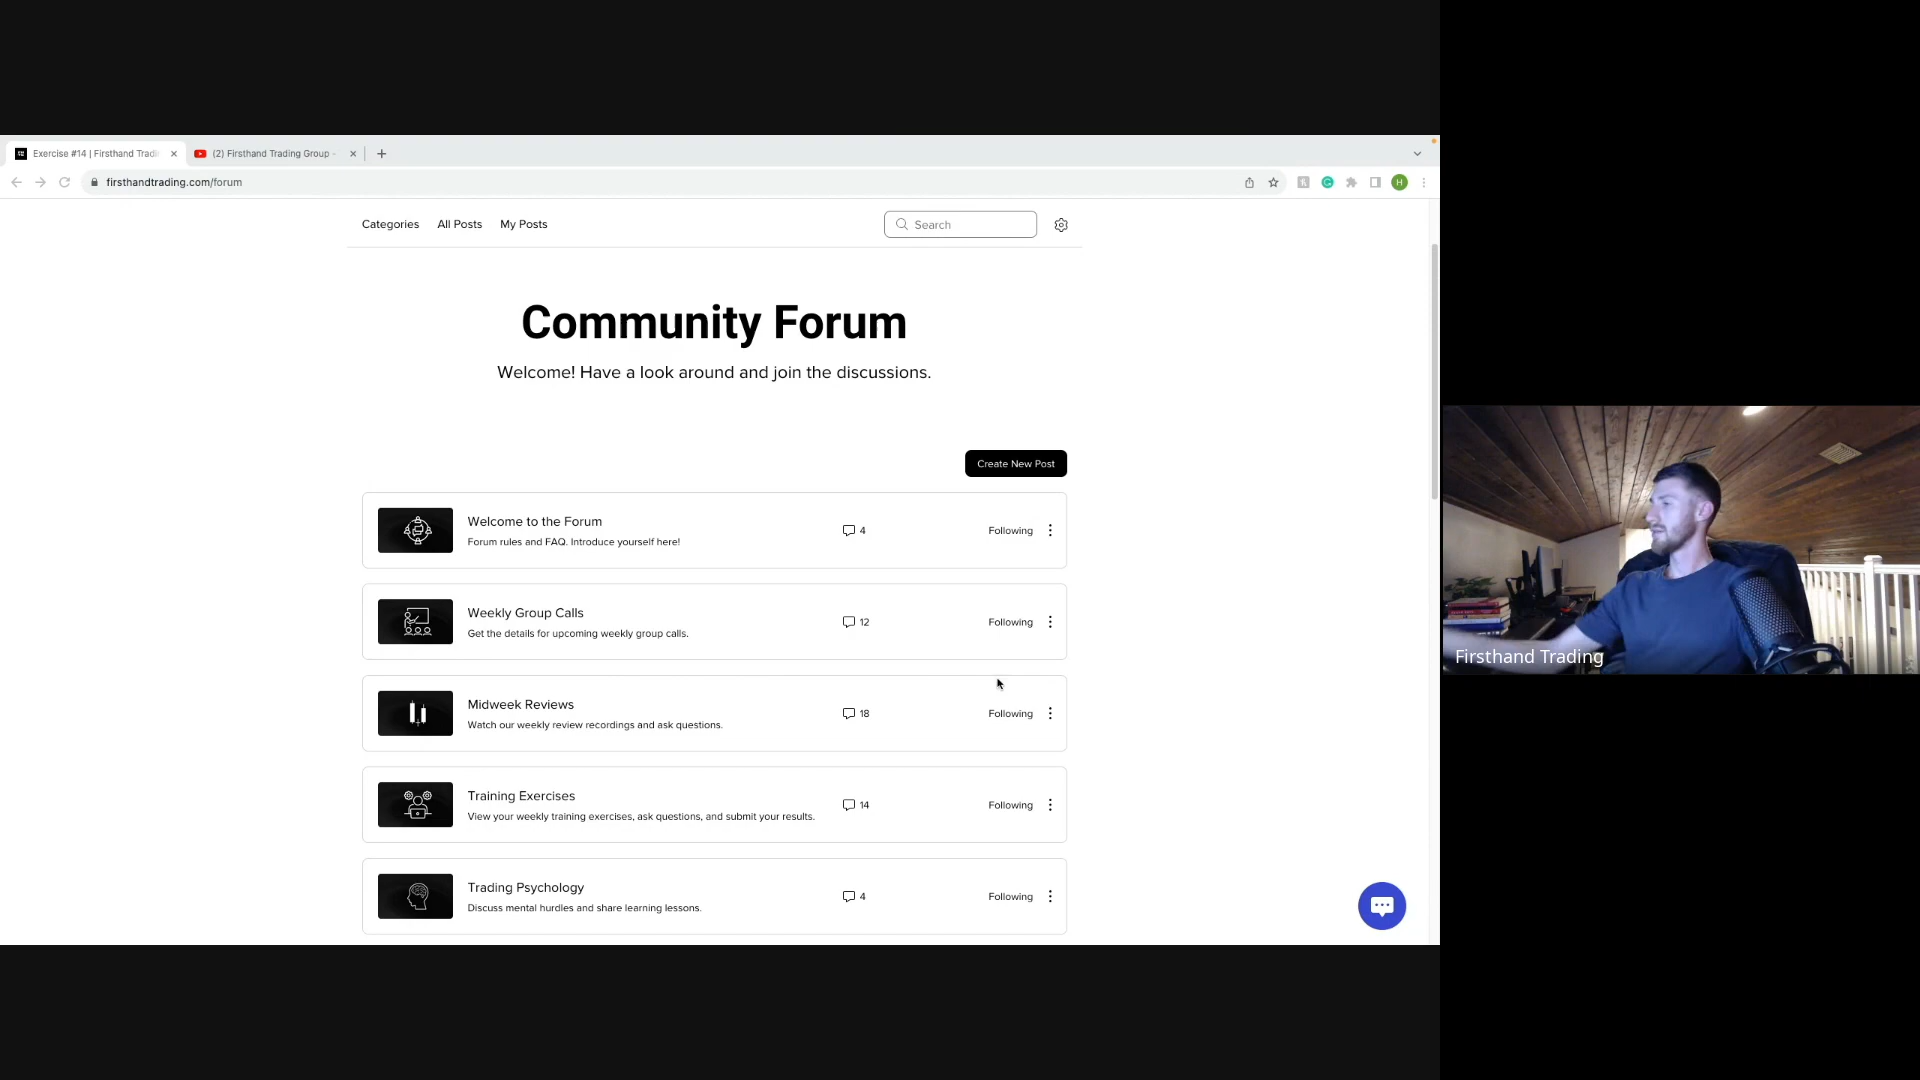 Exercise #14 | Firsthand Tradi
(2) Firsthand Trading Group -
firsthandtrading.com/forum
H
Categories
All Posts
My Posts
Search
Community Forum
Welcome! Have a look around and join the discussions.
Create New Post
Welcome to the Forum
Forum rules and FAQ. Introduce yourself here!
4
Following
Weekly Group Calls
Get the details for upcoming weekly group calls.
12
Following
Midweek Reviews
Watch our weekly review recordings and ask questions.
18
Following
Training Exercises
View your weekly training exercises, ask questions, and submit your results.
14
Following
Trading Psychology
Discuss mental hurdles and share learning lessons.
4
Following
Firsthand Trading